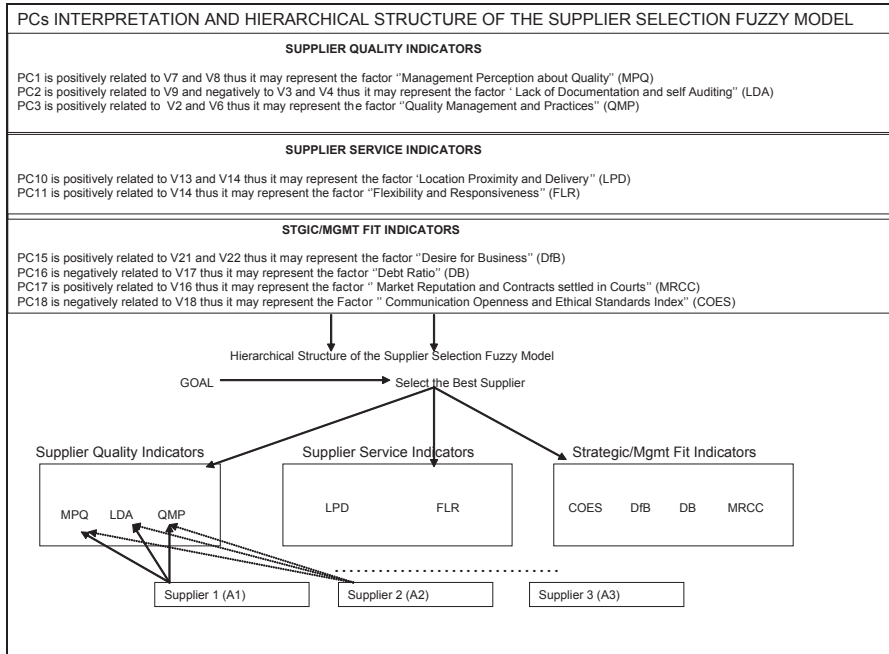 PCs INTERPRETATION AND HIERARCHICAL STRUCTURE OF THE SUPPLIER SELECTION FUZZY MODEL
SUPPLIER QUALITY INDICATORS
PC1 is positively related to V7 and V8 thus it may represent the factor ‘‘Management Perception about Quality’’ (MPQ)
PC2 is positively related to V9 and negatively to V3 and V4 thus it may represent the factor ‘ Lack of Documentation and self Auditing’’ (LDA)
PC3 is positively related to V2 and V6 thus it may represent the factor ‘‘Quality Management and Practices’’ (QMP)
SUPPLIER SERVICE INDICATORS
PC10 is positively related to V13 and V14 thus it may represent the factor ‘Location Proximity and Delivery’’ (LPD)
PC11 is positively related to V14 thus it may represent the factor ‘‘Flexibility and Responsiveness’’ (FLR)
STGIC/MGMT FIT INDICATORS
PC15 is positively related to V21 and V22 thus it may represent the factor ‘‘Desire for Business’’ (DfB)
PC16 is negatively related to V17 thus it may represent the factor ‘‘Debt Ratio’’ (DB)
PC17 is positively related to V16 thus it may represent the factor ‘‘ Market Reputation and Contracts settled in Courts’’ (MRCC)
PC18 is negatively related to V18 thus it may represent the Factor ‘‘ Communication Openness and Ethical Standards Index’’ (COES)
Hierarchical Structure of the Supplier Selection Fuzzy Model
GOAL Select the Best Supplier
Supplier Quality Indicators Supplier Service Indicators Strategic/Mgmt Fit Indicators
MPQ LDA QMP LPD FLR COES DfB DB MRCC
Supplier 1 (A1) Supplier 2 (A2) Supplier 3 (A3)